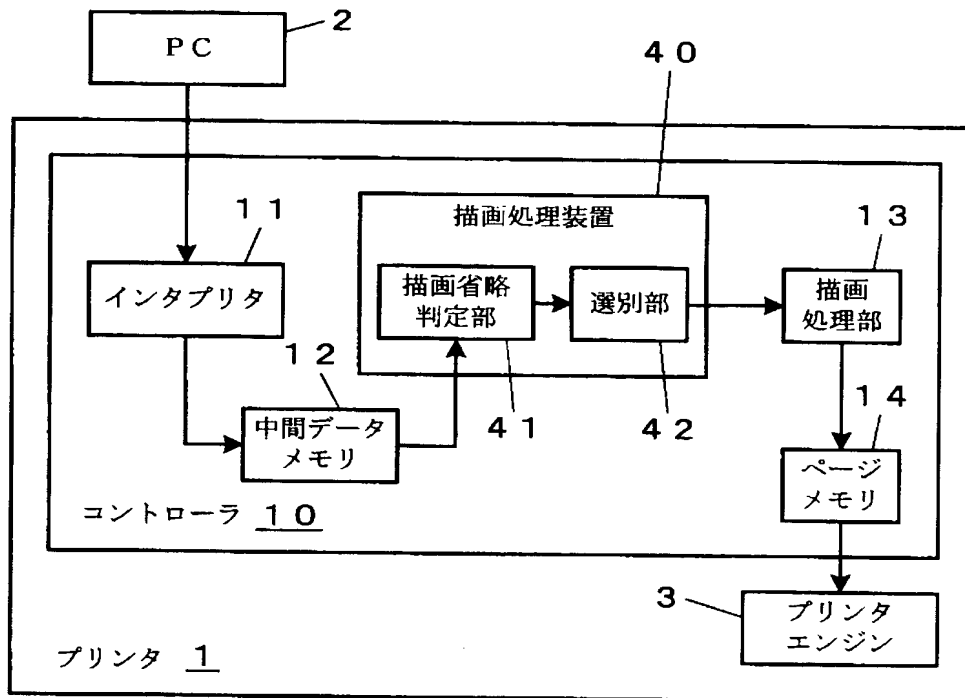 PC
2
40
描画処理装置
11
インタプリタ
描画省略
判定部
選別部
13
描画
処理部
12
中間データ
メモリ
41
42
14
ページ
メモリ
コントローラ 10
3
プリンタ
エンジン
プリンタ 1